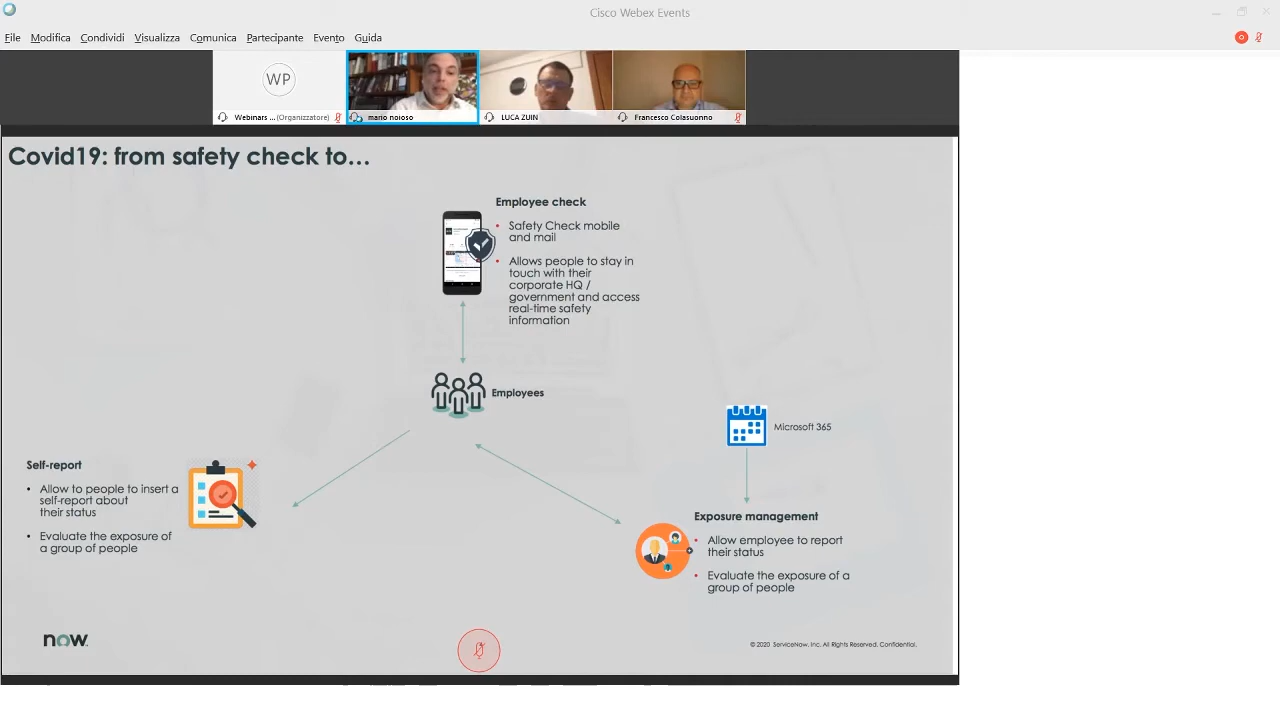 Cisco Webex Events
File Modifica Condividi Visualizza Comunica Partecipante Evento Guida
WP
Webinars ... (Organizzatore)
mario noioso
LUCA ZUIN
Francesco Colasuonno
Covid19: from safety check to...
Employee check
• Safety Check mobile
and mail
• Allows people to stay in
touch with their
corporate HQ /
government and access
real-time safety
information
Employees
Microsoft 365
Self-report
• Allow to people to insert a
self-report about
their status
• Evaluate the exposure of
a group of people
Exposure management
• Allow employee to report
their status
• Evaluate the exposure of a
group of people
now.
© 2020 ServiceNow, Inc. All Rights Reserved. Confidential.